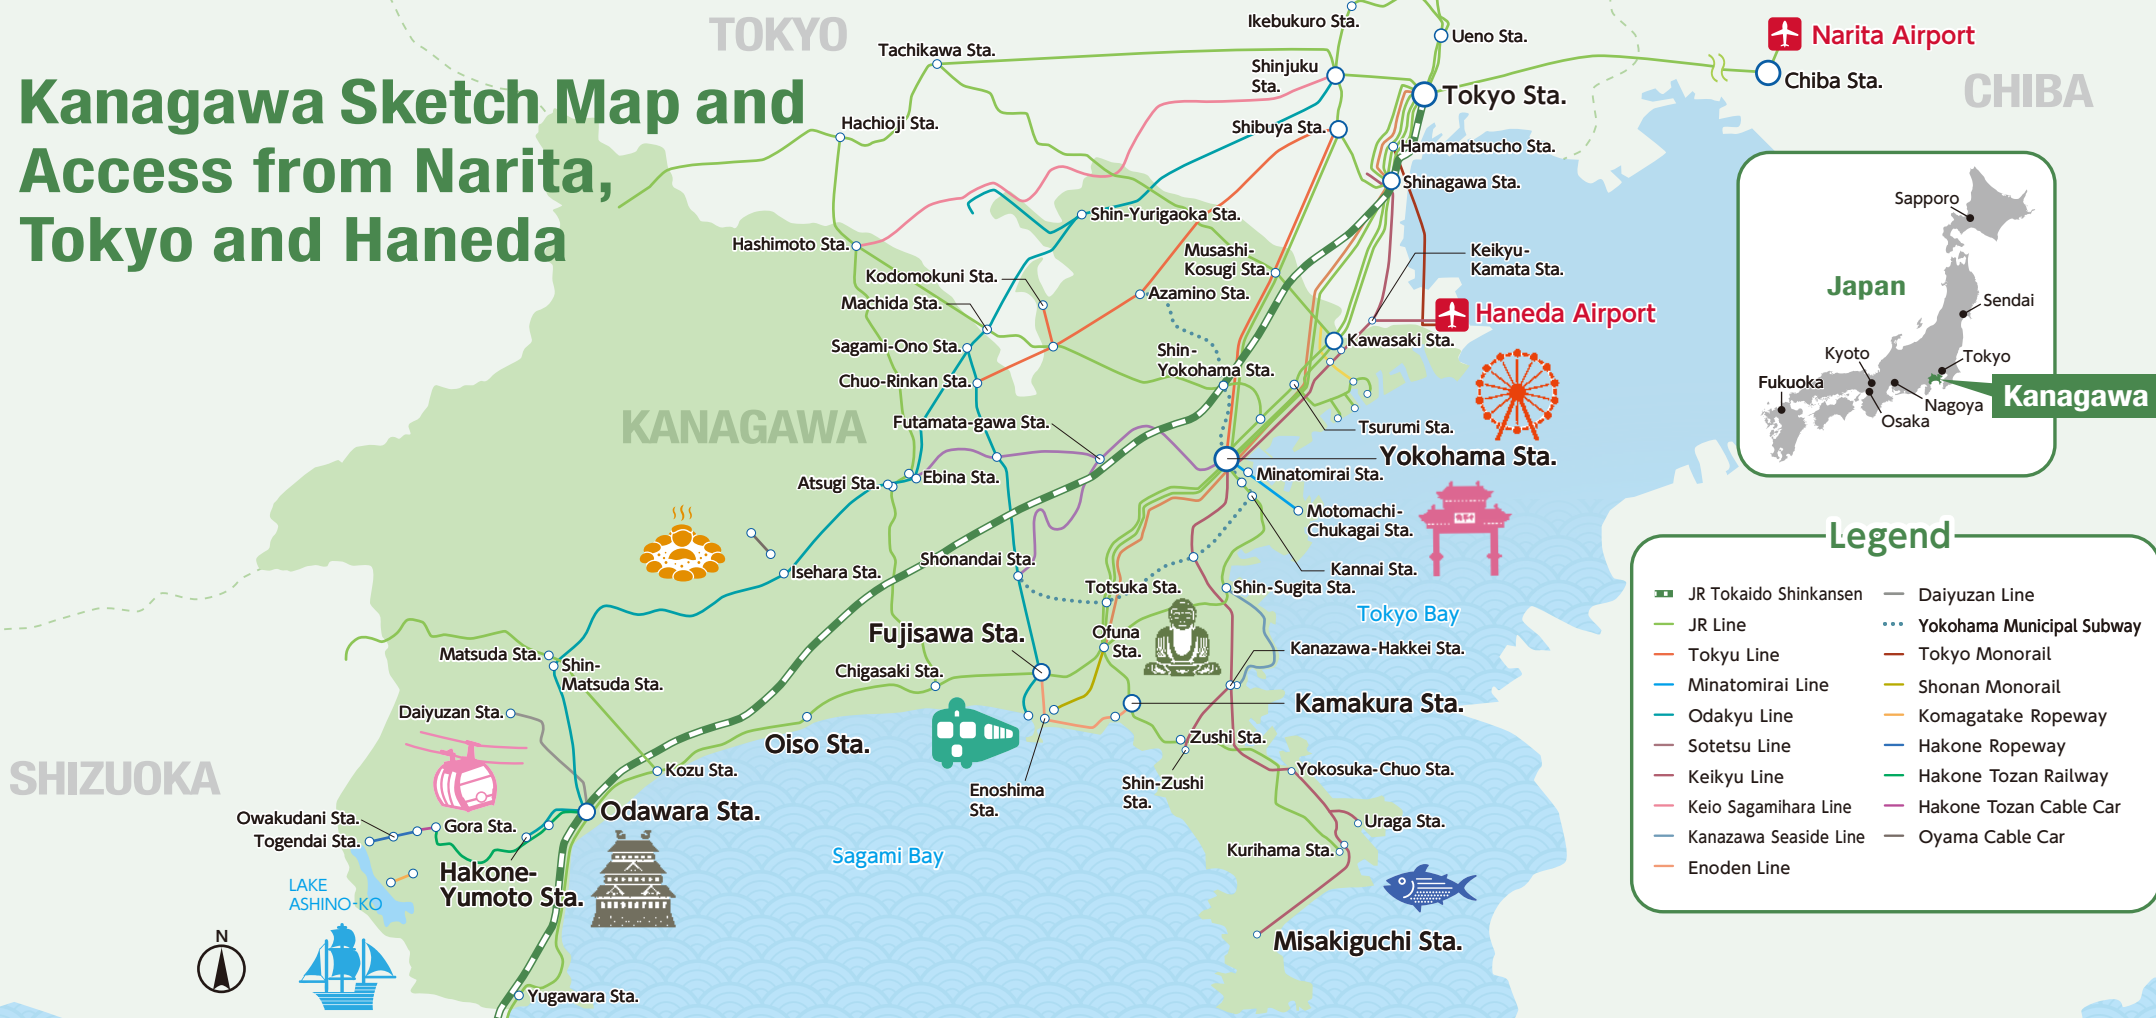 Kanagawa Sketch Map and
Access from Narita,
Tokyo and Haneda
TOKYO
CHIBA
KANAGAWA
SHIZUOKA
Ikebukuro Sta.
Ueno Sta.
Narita Airport
Chiba Sta.
Tachikawa Sta.
Shinjuku
Sta.
Tokyo Sta.
Hachioji Sta.
Shibuya Sta.
Hamamatsucho Sta.
Shinagawa Sta.
Shin-Yurigaoka Sta.
Hashimoto Sta.
Musashi-
Kosugi Sta.
Keikyu-
Kamata Sta.
Kodomokuni Sta.
Azamino Sta.
Machida Sta.
Haneda Airport
Sagami-Ono Sta.
Kawasaki Sta.
Shin-
Yokohama Sta.
Chuo-Rinkan Sta.
Futamata-gawa Sta.
Tsurumi Sta.
Yokohama Sta.
Atsugi Sta.
Ebina Sta.
Minatomirai Sta.
Motomachi-
Chukagai Sta.
Shonandai Sta.
Kannai Sta.
Isehara Sta.
Totsuka Sta.
Shin-Sugita Sta.
Tokyo Bay
Fujisawa Sta.
Ofuna
Sta.
Kanazawa-Hakkei Sta.
Matsuda Sta.
Shin-
Matsuda Sta.
Chigasaki Sta.
Kamakura Sta.
Daiyuzan Sta.
Oiso Sta.
Zushi Sta.
Kozu Sta.
Enoshima
Sta.
Shin-Zushi
Sta.
Yokosuka-Chuo Sta.
Owakudani Sta.
Togendai Sta.
Gora Sta.
Odawara Sta.
Uraga Sta.
Kurihama Sta.
Sagami Bay
Hakone-
Yumoto Sta.
LAKE
ASHINO-KO
Misakiguchi Sta.
N
Yugawara Sta.
Japan
Sapporo
Sendai
Kyoto
Tokyo
Fukuoka
Nagoya
Osaka
Kanagawa
Legend
JR Tokaido Shinkansen
JR Line
Tokyu Line
Minatomirai Line
Odakyu Line
Sotetsu Line
Keikyu Line
Keio Sagamihara Line
Kanazawa Seaside Line
Enoden Line
Daiyuzan Line
Yokohama Municipal Subway
Tokyo Monorail
Shonan Monorail
Komagatake Ropeway
Hakone Ropeway
Hakone Tozan Railway
Hakone Tozan Cable Car
Oyama Cable Car